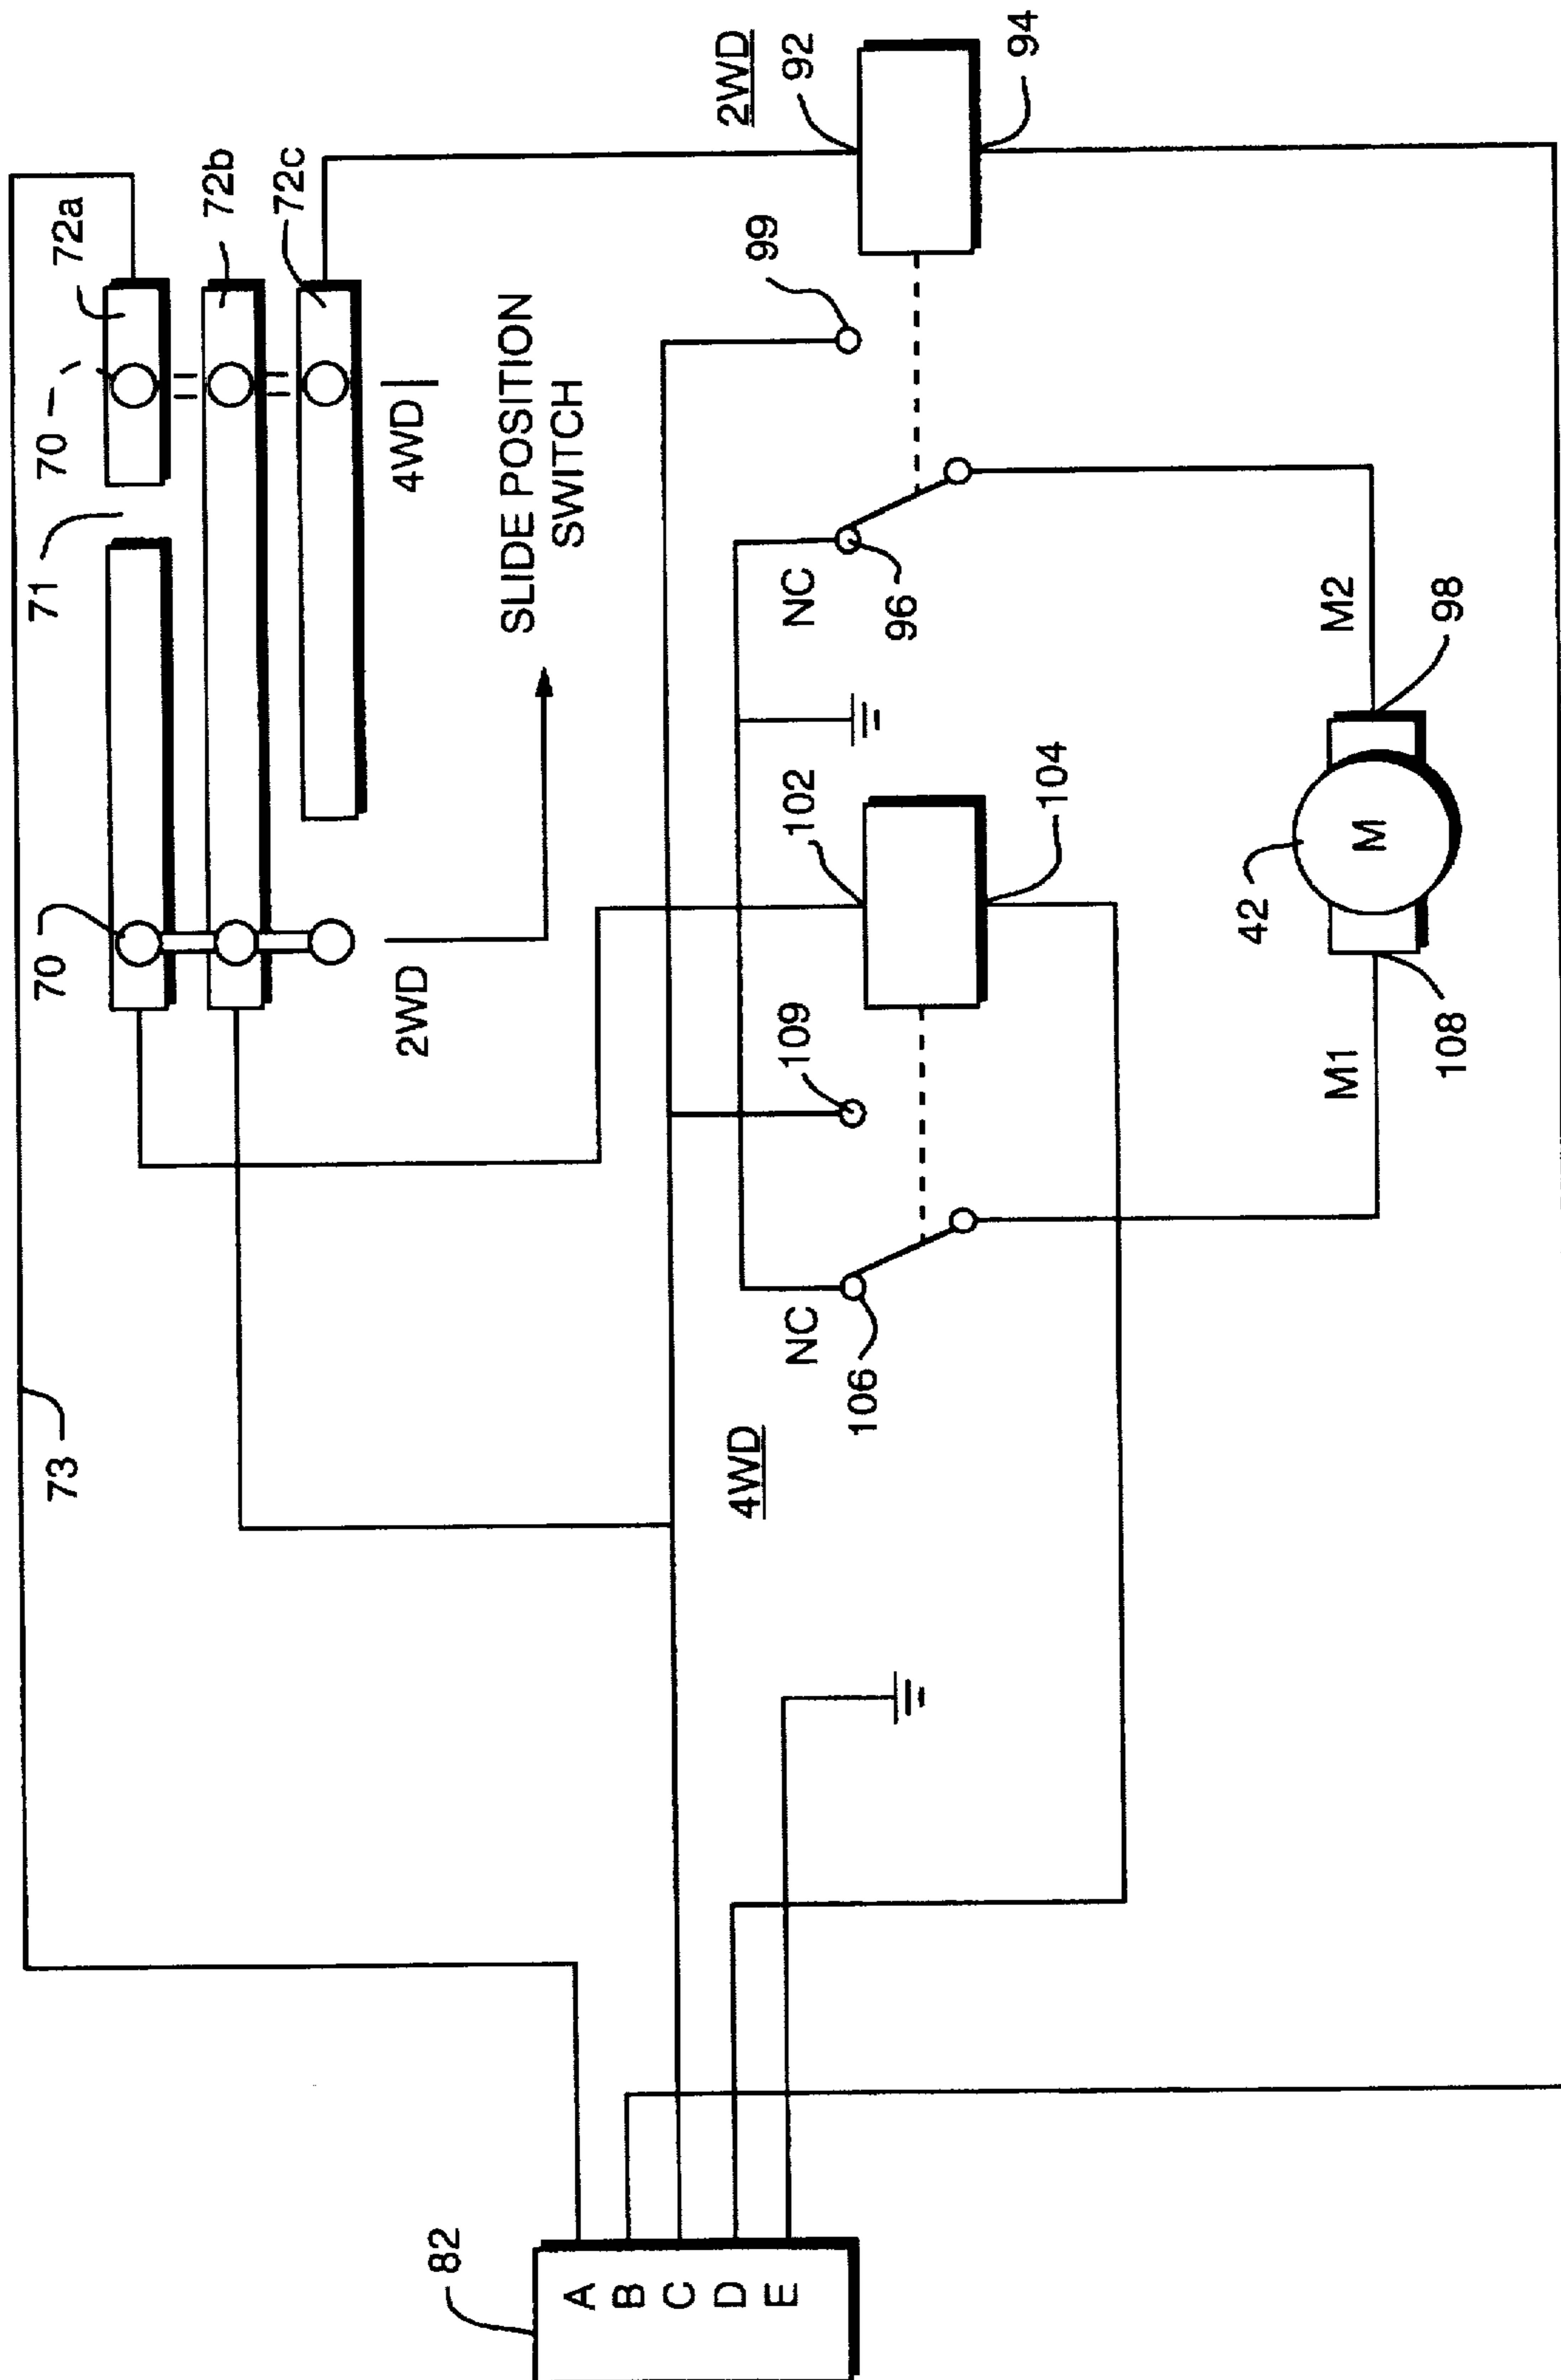 73
71
70
72a
72b
72c
70
2WD
4WD
SLIDE POSITION
SWITCH
82
A
B
C
D
E
4WD
NC
106
109
102
104
NC
96
99
2WD
92
94
M1
108
42
M
98
M2